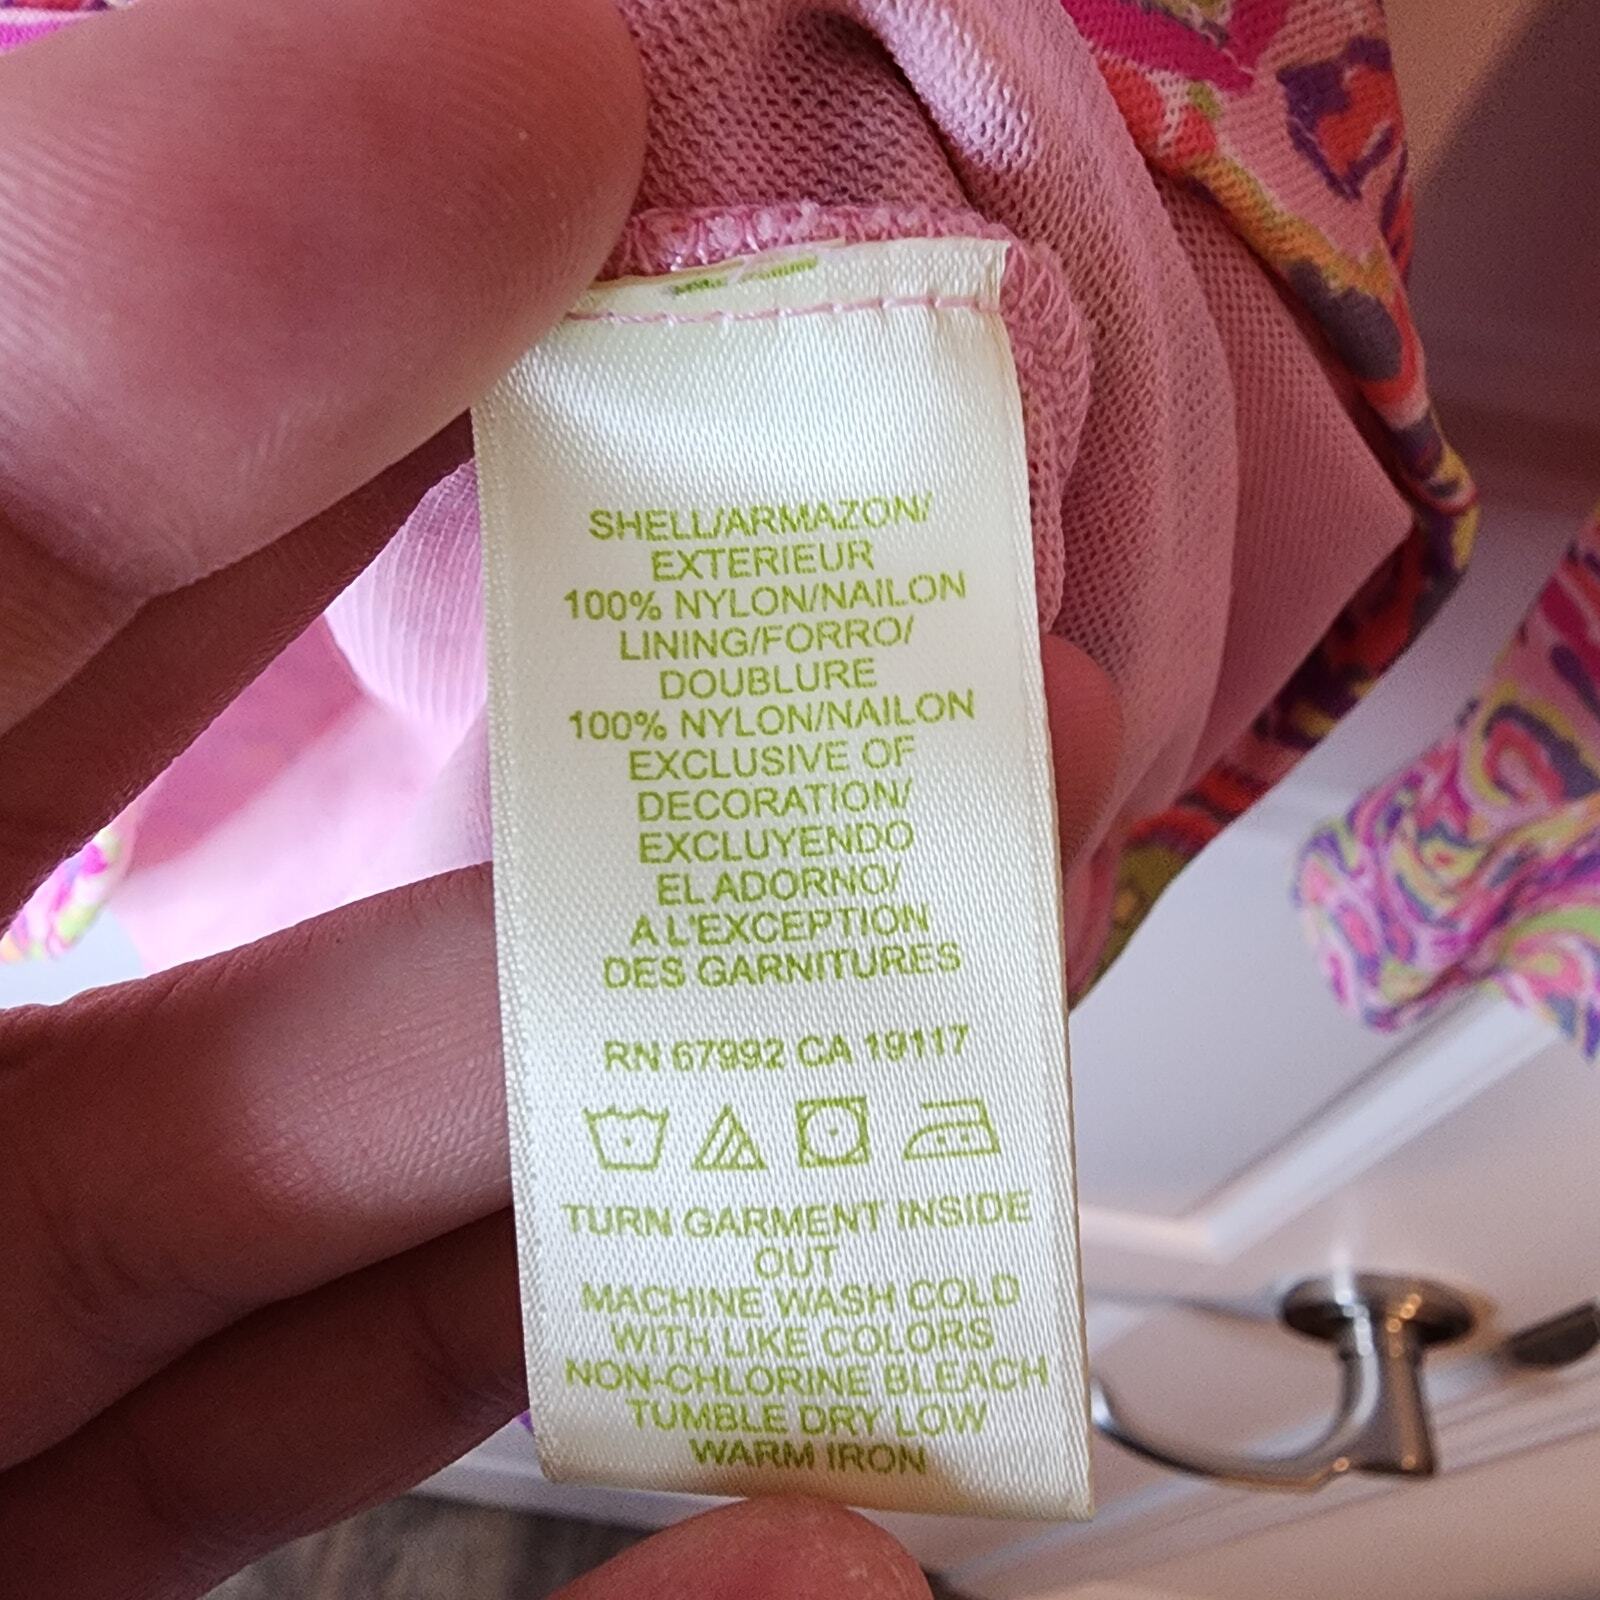 SHELL/ARMAZON/
EXTERIEUR
100% NYLON/NAILON
LINING/FORRO/
DOUBLURE
100% NYLON/NAILON
EXCLUSIVE OF
DECORATION/
EXCLUYENDO
EL ADORNO/
A L'EXCEPTION
DES GARNITURES
RN 67992 CA 19117
TURN GARMENT INSIDE
OUT
MACHINE WASH COLD
WITH LIKE COLORS
NON-CHLORINE BLEACH
TUMBLE DRY LOW
WARM IRON